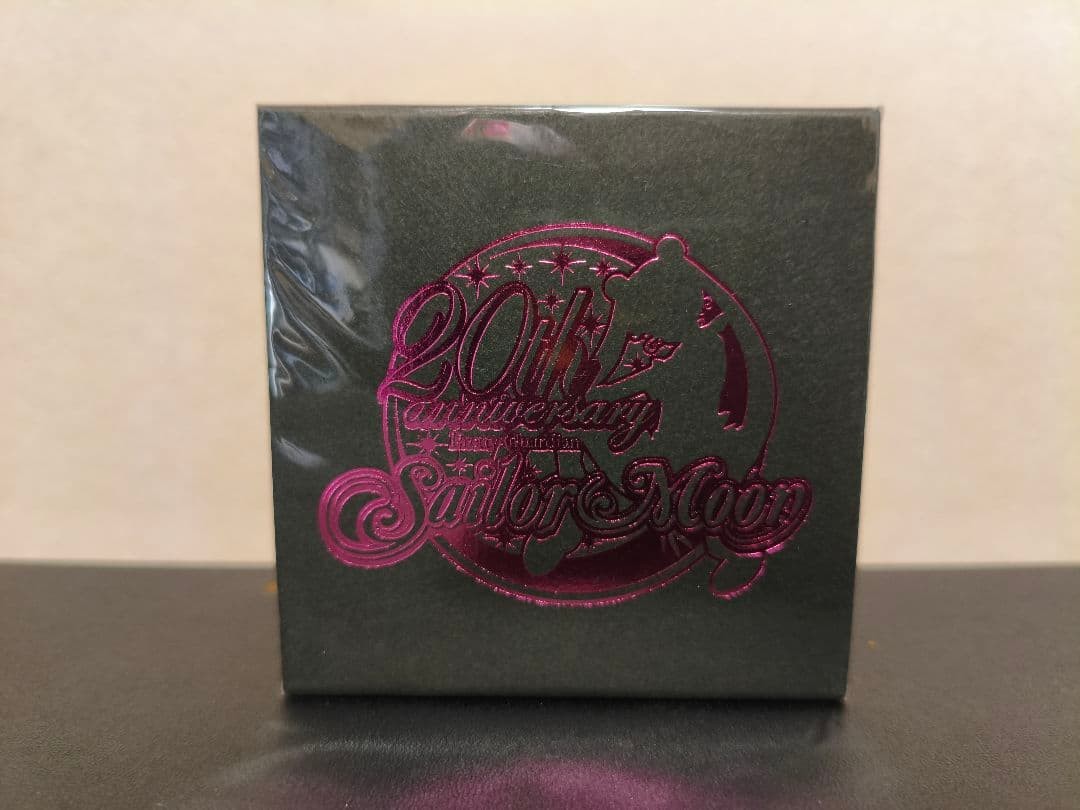 20th
anniversary
Pretty Guardian
Sailor Moon